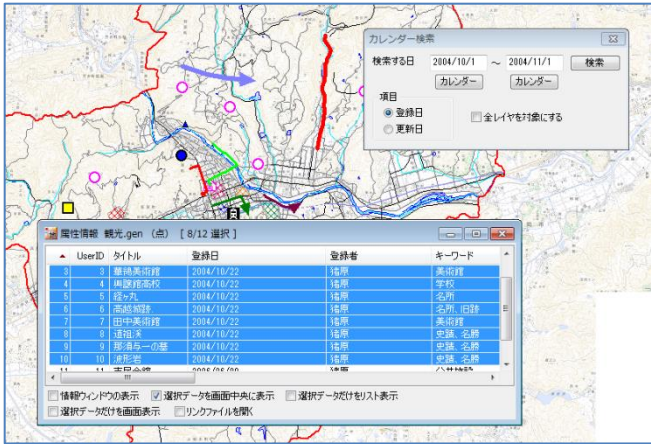 カレンダー検索
検索する日 2004/10/1 ～ 2004/11/1 検索
カレンダー カレンダー
項目
登録日 全レイヤを対象にする
更新日
属性情報 観光.gen （点） [ 8/12 選択 ]
UserID タイトル 登録日 登録者 キーワード
3 3 華鴒美術館 2004/10/22 猪原 美術館
4 4 興譲館高校 2004/10/22 猪原 学校
5 5 経ヶ丸 2004/10/22 猪原 名所
6 6 高越城跡 2004/10/22 猪原 名所、旧跡
7 7 田中美術館 2004/10/22 猪原 美術館
8 8 道祖渓 2004/10/22 猪原 史蹟、名勝
9 9 那須与一の墓 2004/10/22 猪原 史蹟、名勝
10 10 波形岩 2004/10/22 猪原 史蹟、名勝
情報ウィンドウの表示 選択データを画面中央に表示 選択データだけをリスト表示
選択データだけを画面表示 リンクファイルを開く